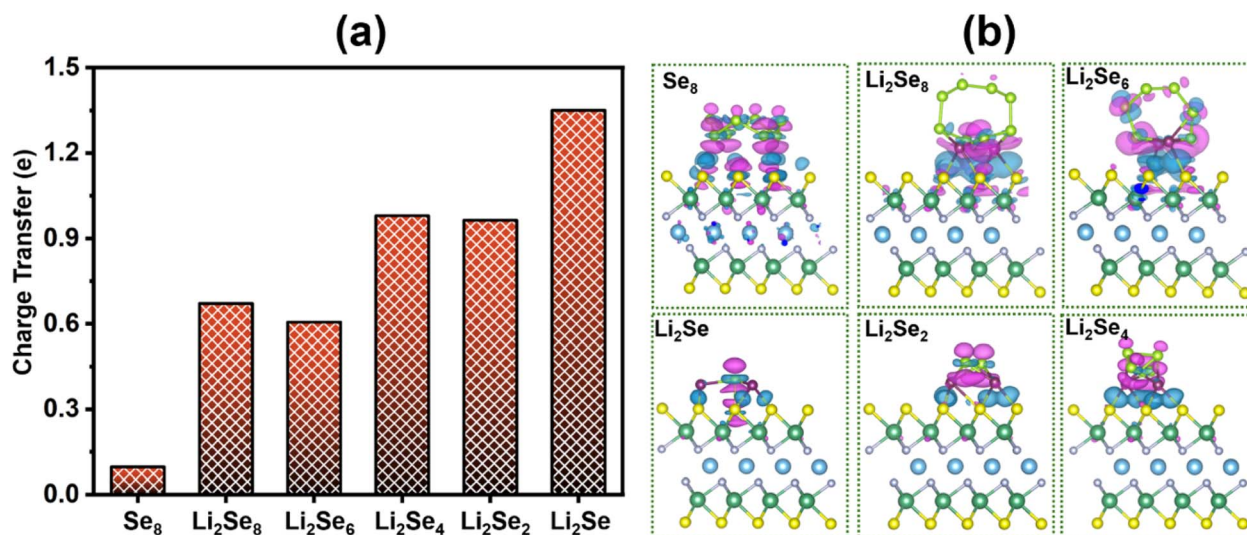 (a)
Charge Transfer (e)
1.5
1.2
0.9
0.6
0.3
0.0
Se₈ Li₂Se₈ Li₂Se₆ Li₂Se₄ Li₂Se₂ Li₂Se
(b)
Se₈ Li₂Se₈ Li₂Se₆
Li₂Se Li₂Se₂ Li₂Se₄